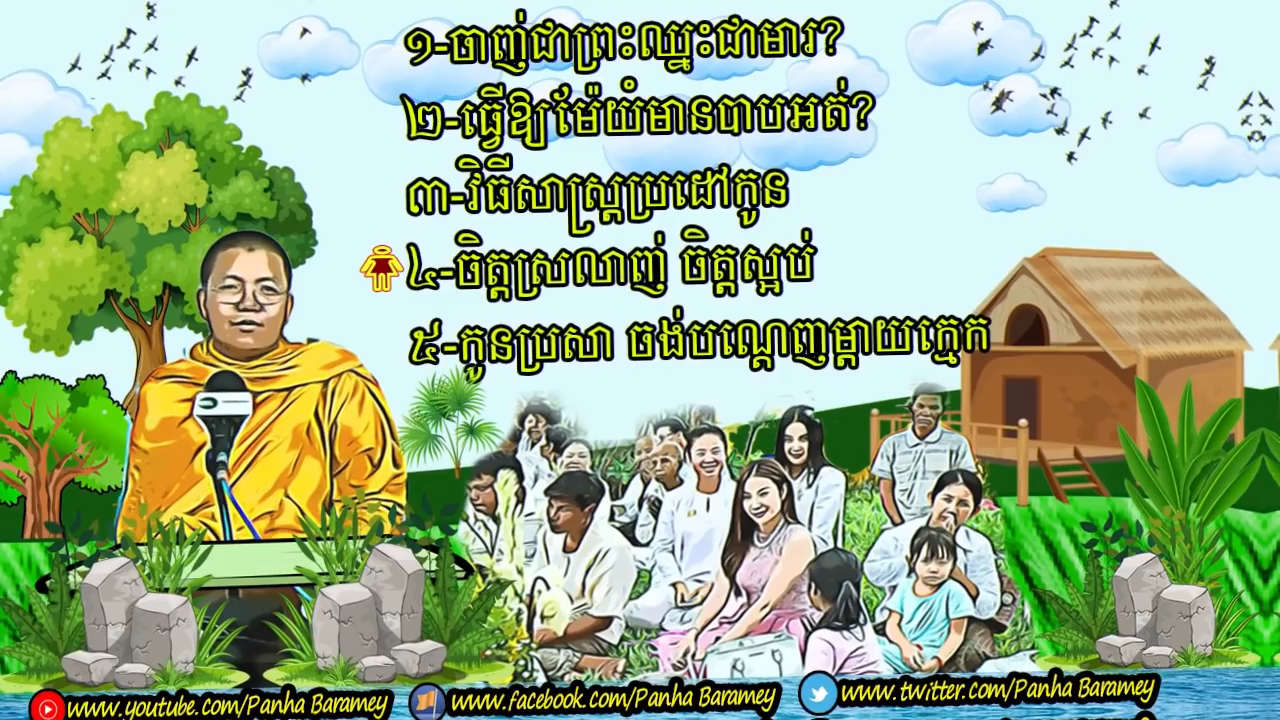 ១-ចាញ់ជាព្រះឈ្នះជាមារ?
២-ធ្វើឱ្យម៉ែយំមានបាបអត់?
៣-វិធីសាស្ត្រប្រដៅកូន
៤-ចិត្តស្រលាញ់ ចិត្តស្អប់
៥-កូនប្រសា ចង់បណ្តេញម្តាយក្មេក
www.youtube.com/Panha Baramey
www.facebook.com/Panha Baramey
www.twitter.com/Panha Baramey